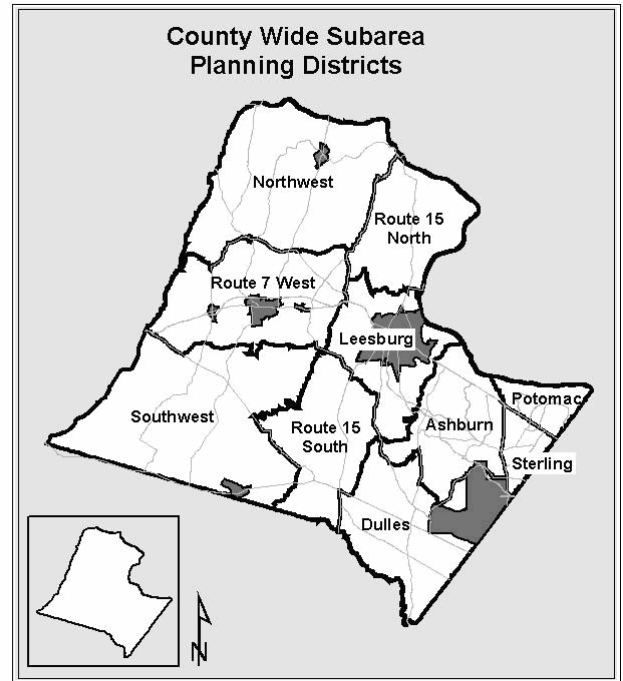 County Wide Subarea
Planning Districts
Northwest
Route 15
North
Route 7 West
Leesburg
Potomac
Southwest
Route 15
South
Ashburn
Sterling
Dulles
N